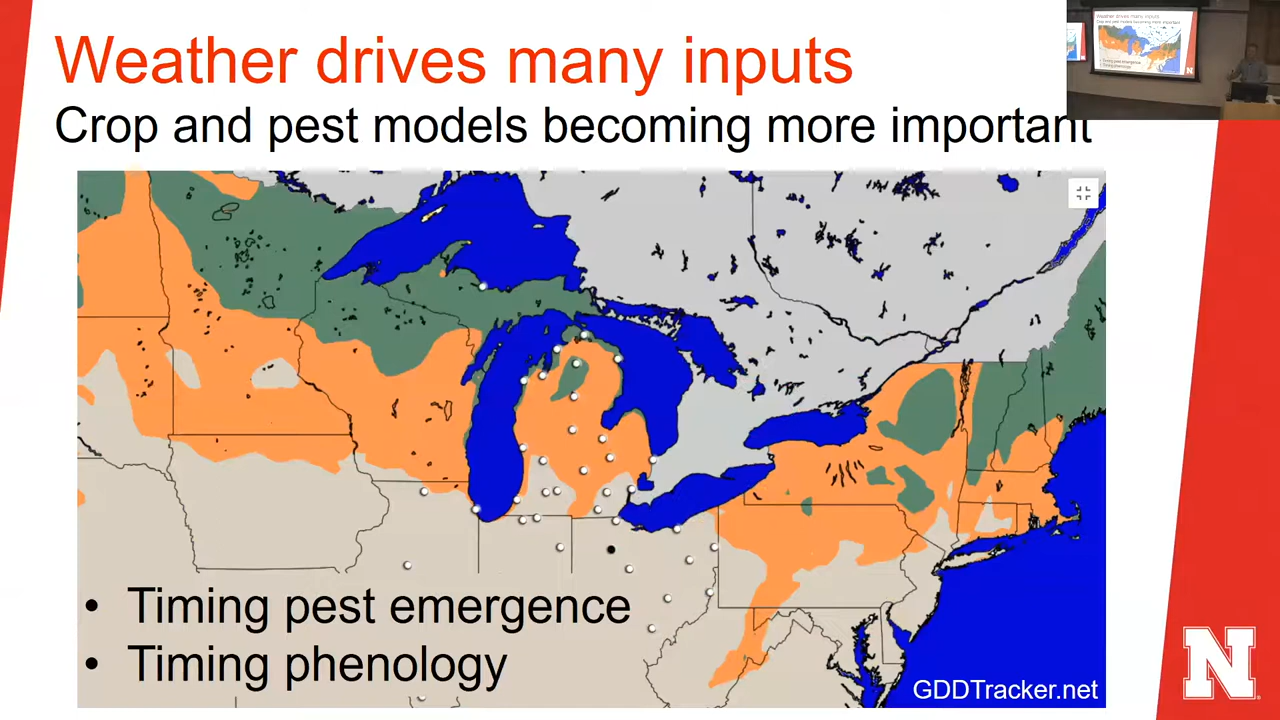 Weather drives many inputs
Crop and pest models becoming more important
• Timing pest emergence
• Timing phenology
GDDTracker.net
N